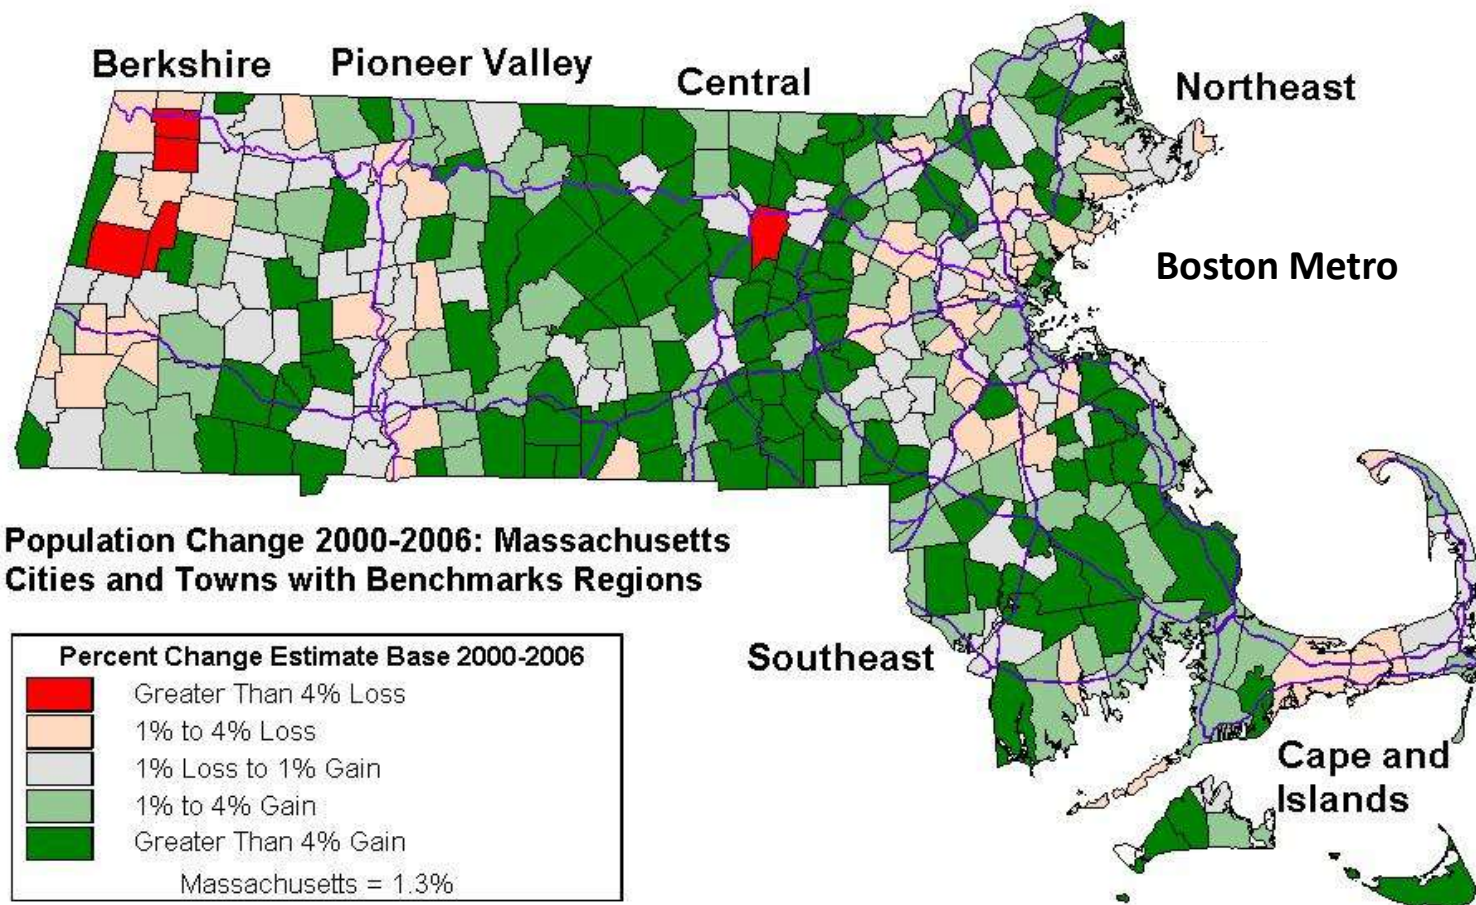 Berkshire
Pioneer Valley
Central
Northeast
Boston Metro
Population Change 2000-2006: Massachusetts
Cities and Towns with Benchmarks Regions
Southeast
Cape and
Islands
Percent Change Estimate Base 2000-2006
Greater Than 4% Loss
1% to 4% Loss
1% Loss to 1% Gain
1% to 4% Gain
Greater Than 4% Gain
Massachusetts = 1.3%